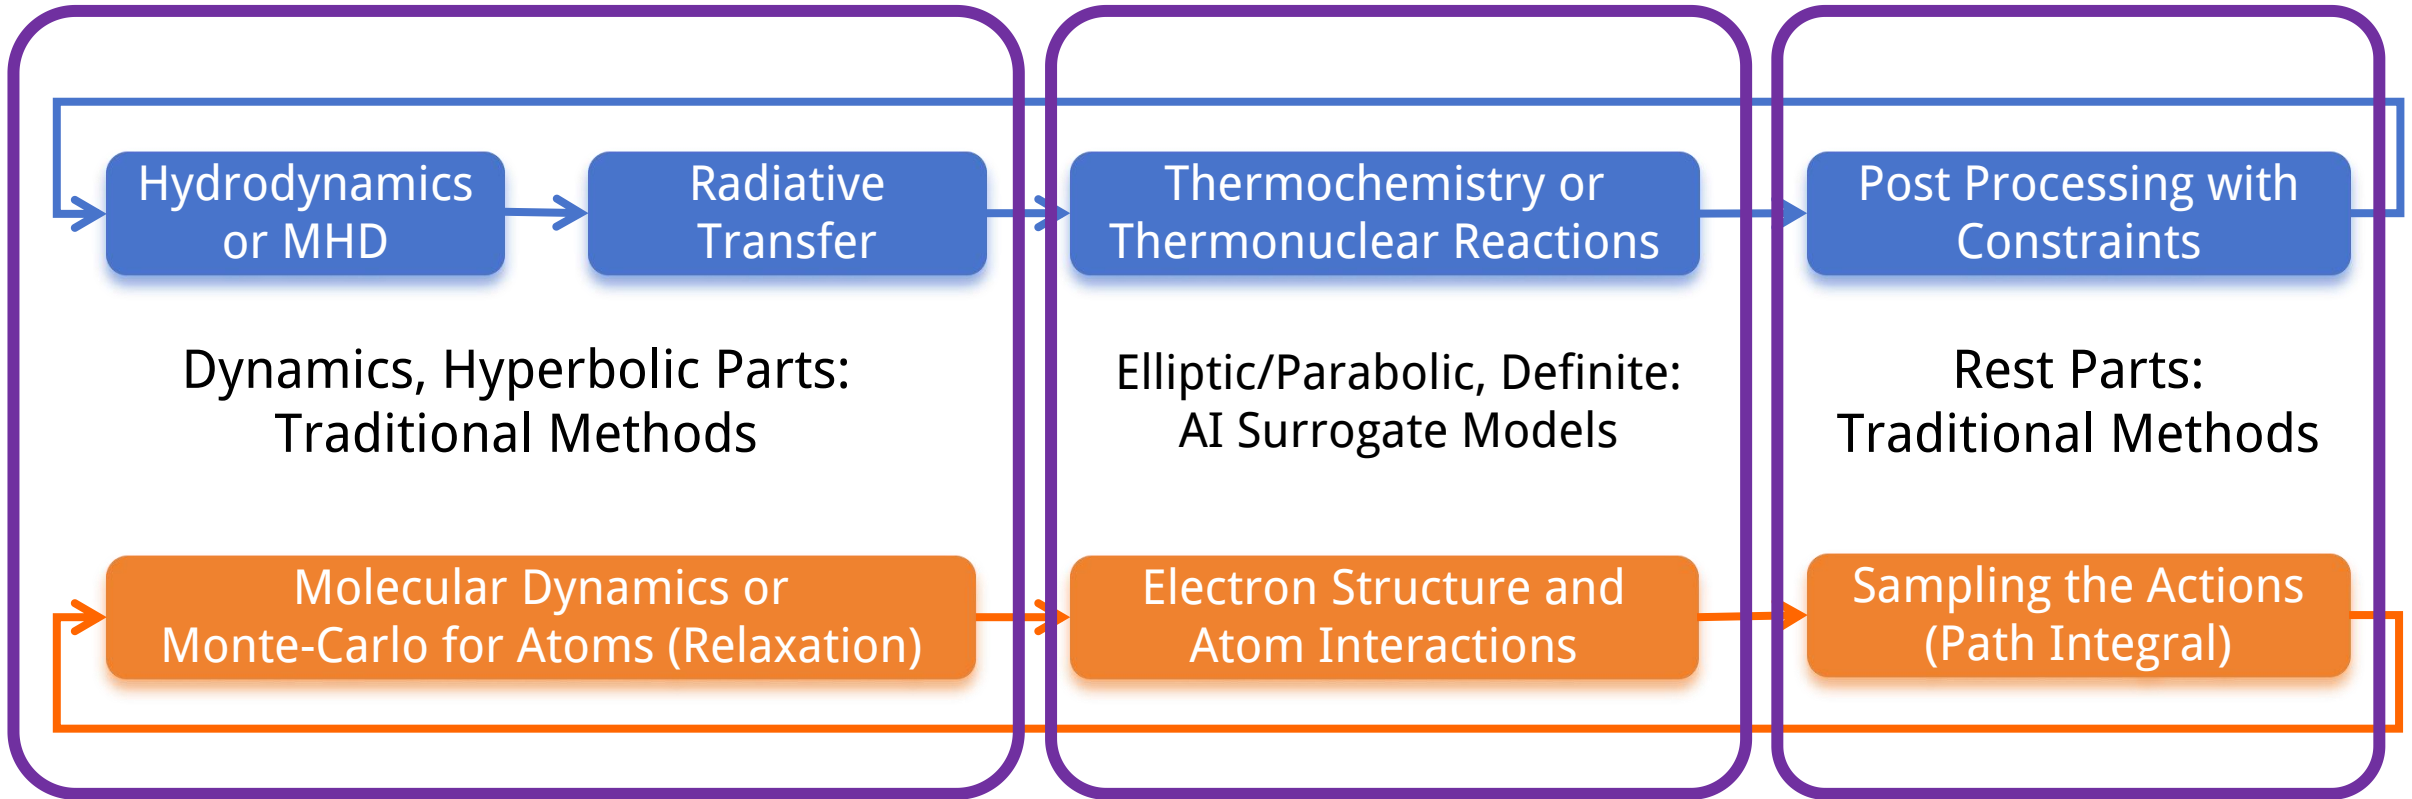 Hydrodynamics
or MHD
Radiative
Transfer
Thermochemistry or
Thermonuclear Reactions
Post Processing with
Constraints
Dynamics, Hyperbolic Parts:
Traditional Methods
Elliptic/Parabolic, Definite:
AI Surrogate Models
Rest Parts:
Traditional Methods
Molecular Dynamics or
Monte-Carlo for Atoms (Relaxation)
Electron Structure and
Atom Interactions
Sampling the Actions
(Path Integral)